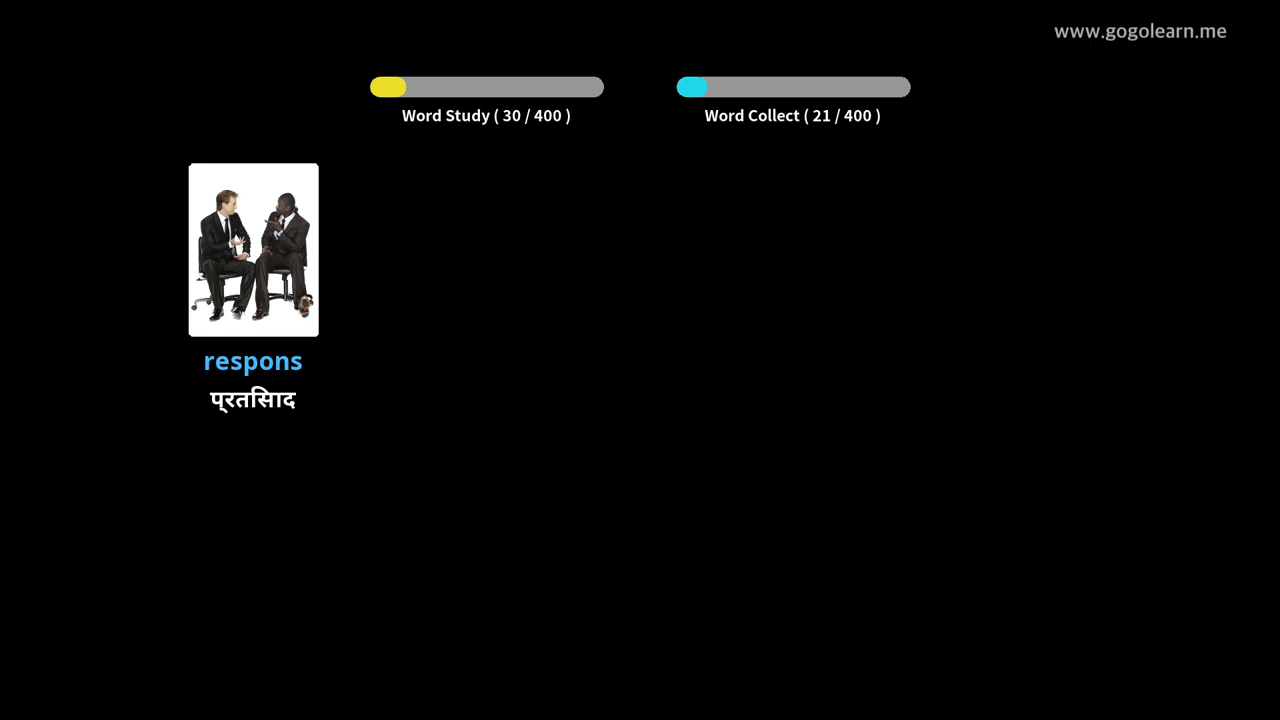 www.gogolearn.me
Word Study ( 30 / 400 )
Word Collect ( 21 / 400 )
respons
प्रतसािद